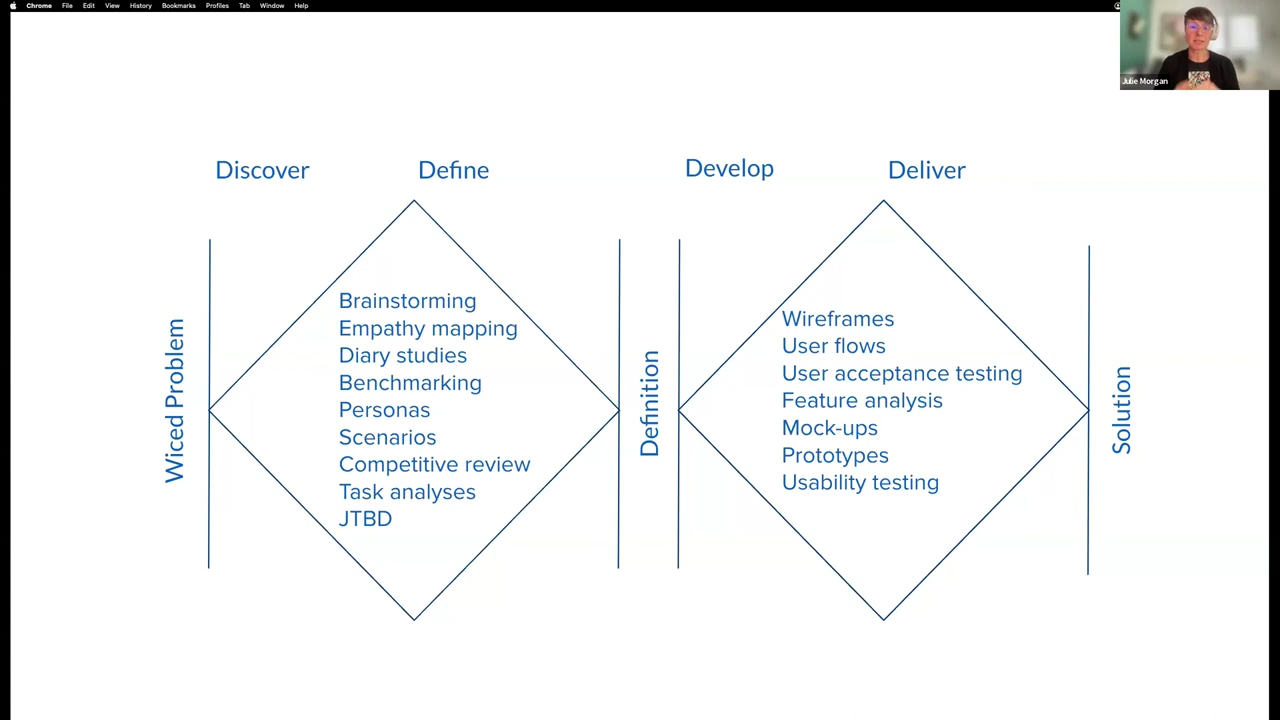 Chrome File Edit View History Bookmarks Profiles Tab Window Help
Julie Morgan
Discover
Define
Develop
Deliver
Wiced Problem
Brainstorming
Empathy mapping
Diary studies
Benchmarking
Personas
Scenarios
Competitive review
Task analyses
JTBD
Definition
Wireframes
User flows
User acceptance testing
Feature analysis
Mock-ups
Prototypes
Usability testing
Solution